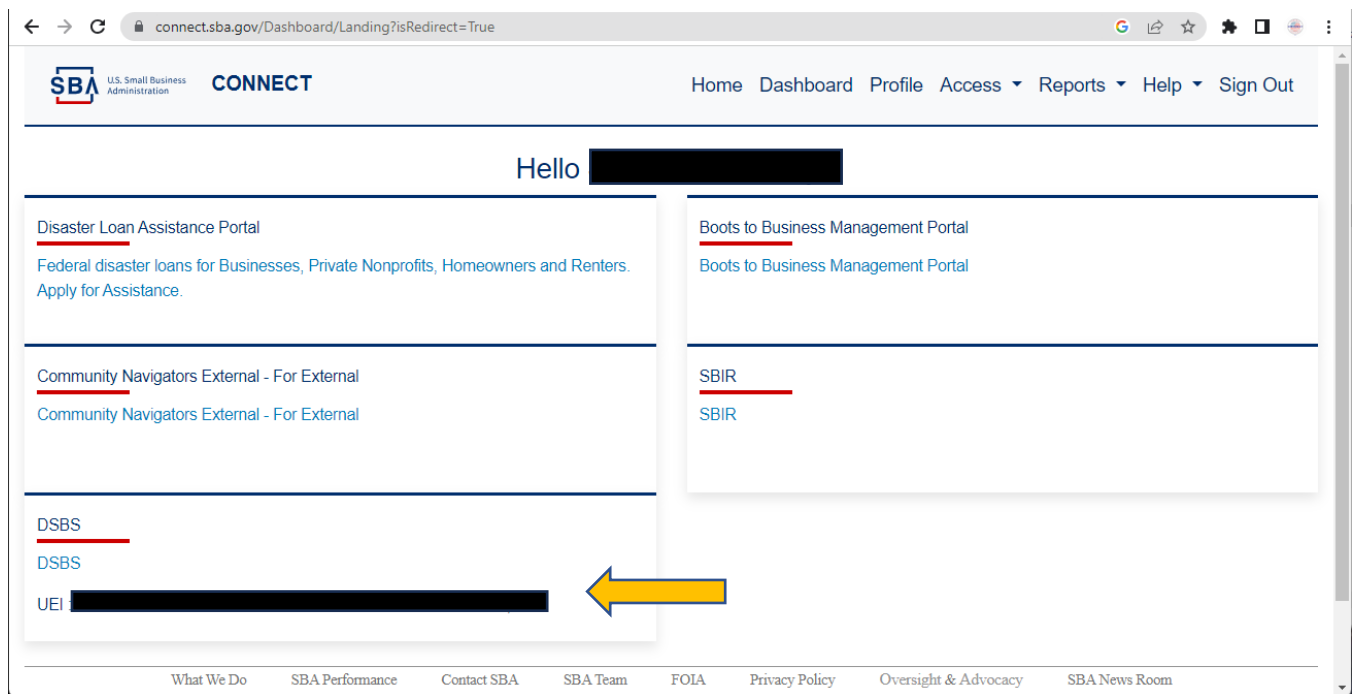 connect.sba.gov/Dashboard/Landing?isRedirect=True
SBA U.S. Small Business Administration CONNECT
Home Dashboard Profile Access Reports Help Sign Out
Hello
Disaster Loan Assistance Portal
Federal disaster loans for Businesses, Private Nonprofits, Homeowners and Renters.
Apply for Assistance.
Boots to Business Management Portal
Boots to Business Management Portal
Community Navigators External - For External
Community Navigators External - For External
SBIR
SBIR
DSBS
DSBS
UEI :
What We Do SBA Performance Contact SBA SBA Team FOIA Privacy Policy Oversight & Advocacy SBA News Room